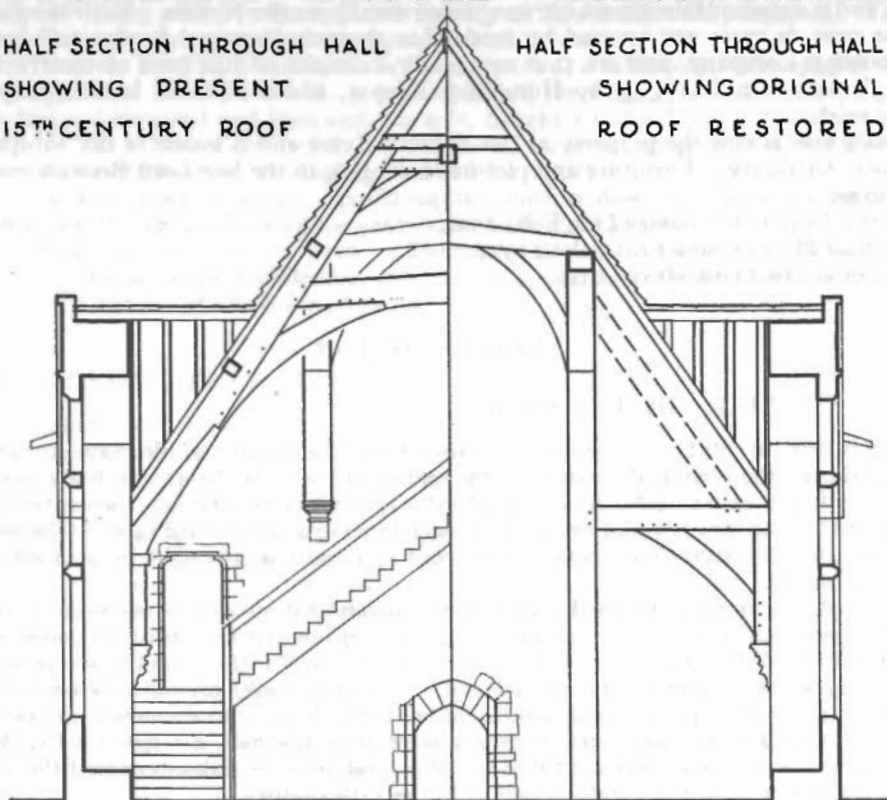 HALF SECTION THROUGH HALL
SHOWING PRESENT
15TH CENTURY ROOF
HALF SECTION THROUGH HALL
SHOWING ORIGINAL
ROOF RESTORED